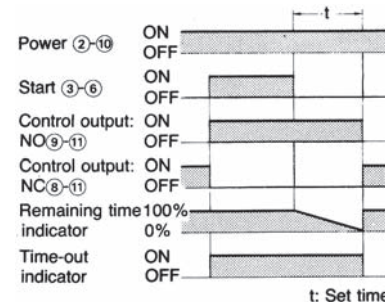 t
Power ②-⑩ ON
OFF
Start ③-⑥ ON
OFF
Control output: ON
NO⑨-⑪ OFF
Control output: ON
NC⑧-⑪ OFF
Remaining time 100%
indicator 0%
Time-out ON
indicator OFF
t: Set time